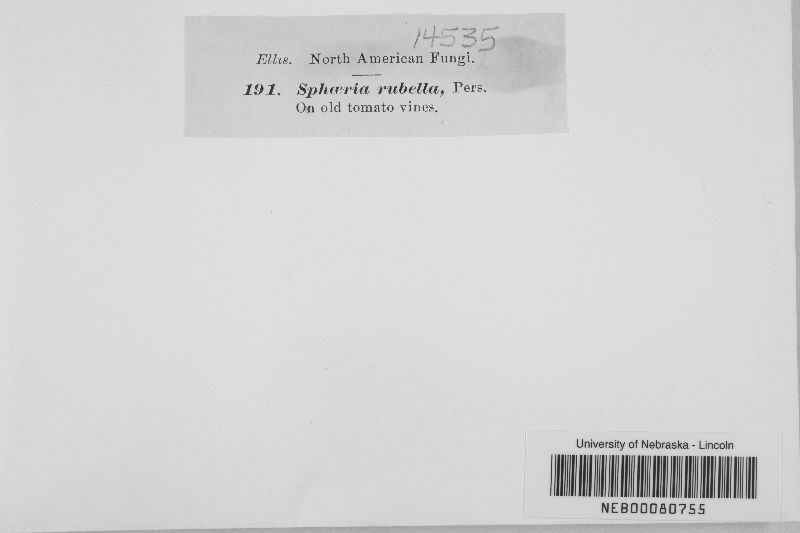 14535
Ellis. North American Fungi.
191. Sphæria rubella, Pers.
On old tomato vines.
University of Nebraska - Lincoln
NEB00080755